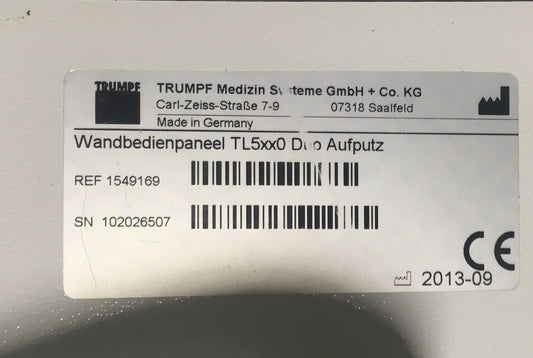 TRUMPF
TRUMPF Medizin Systeme GmbH + Co. KG
Carl-Zeiss-Straße 7-9 07318 Saalfeld
Made in Germany
Wandbedienpaneel TL5xx0 Duo Aufputz
REF 1549169
SN 102026507
CE
2013-09